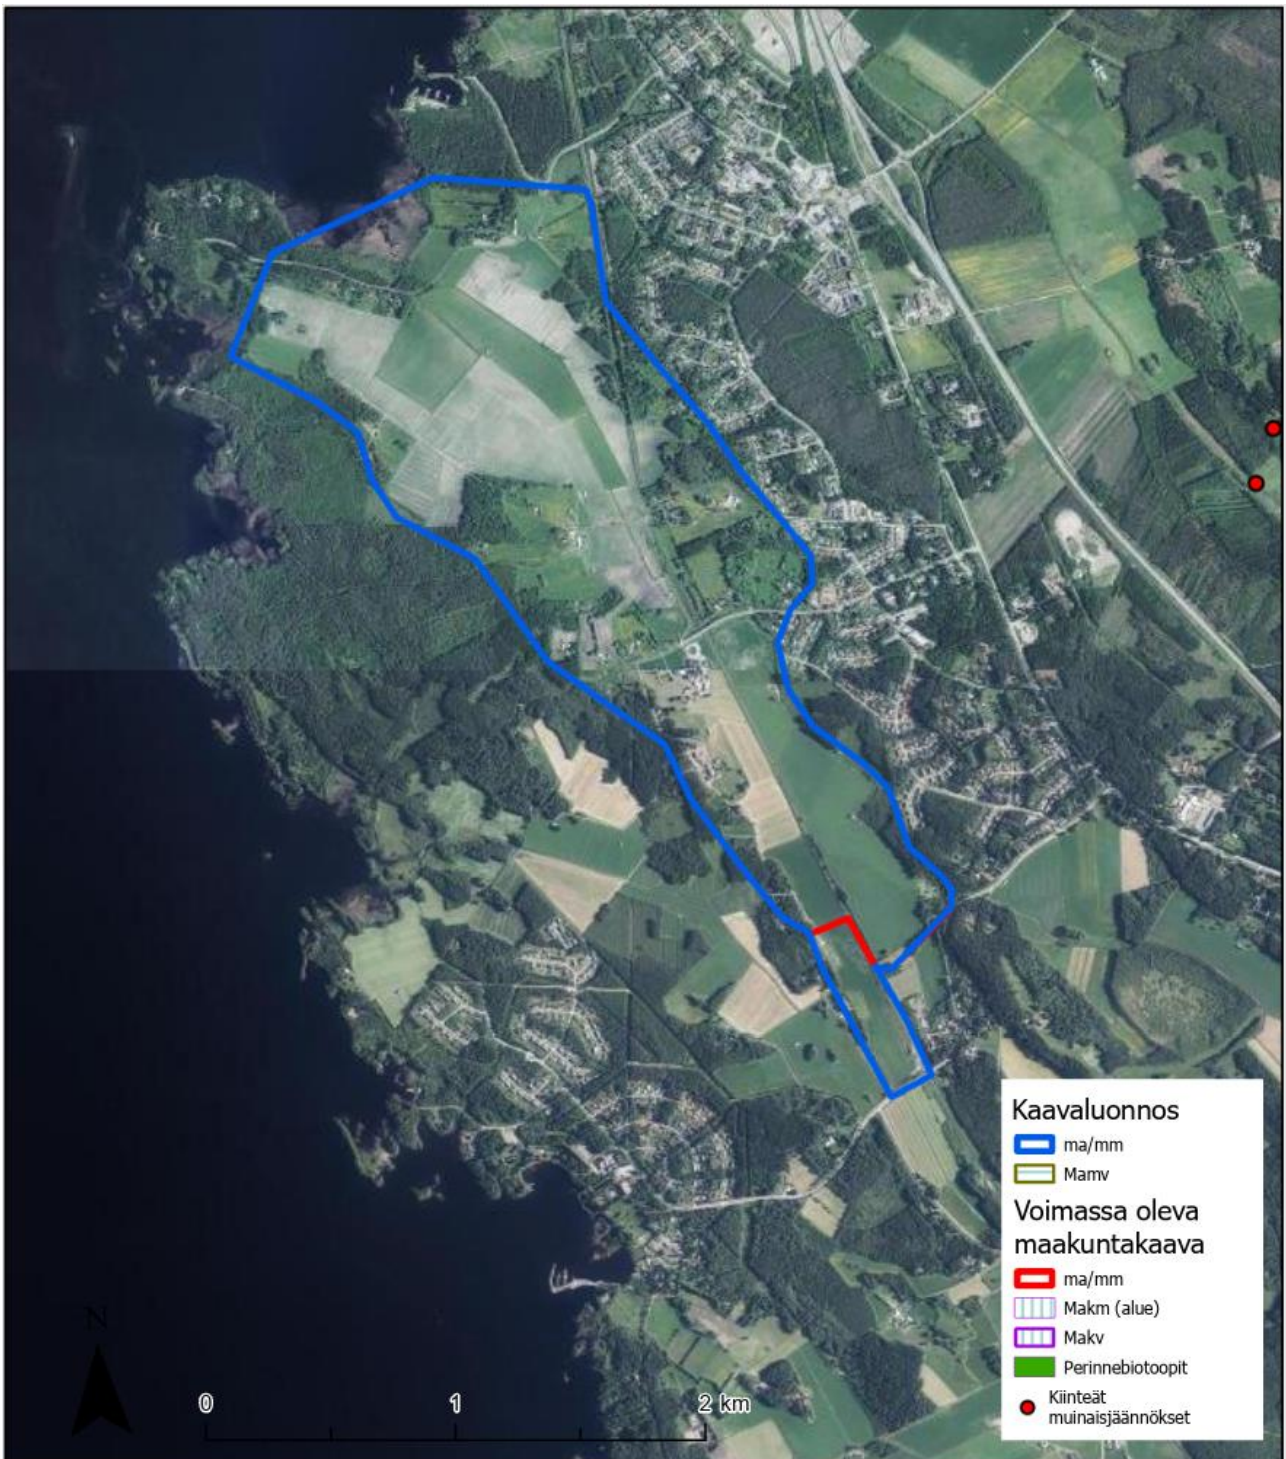 Kaavaluonnos
ma/mm
Mamv
Voimassa oleva
maakuntakaava
ma/mm
Makm (alue)
Makv
Perinnebiotoopit
Kiinteät
muinaisjäännökset
N
0 1 2 km